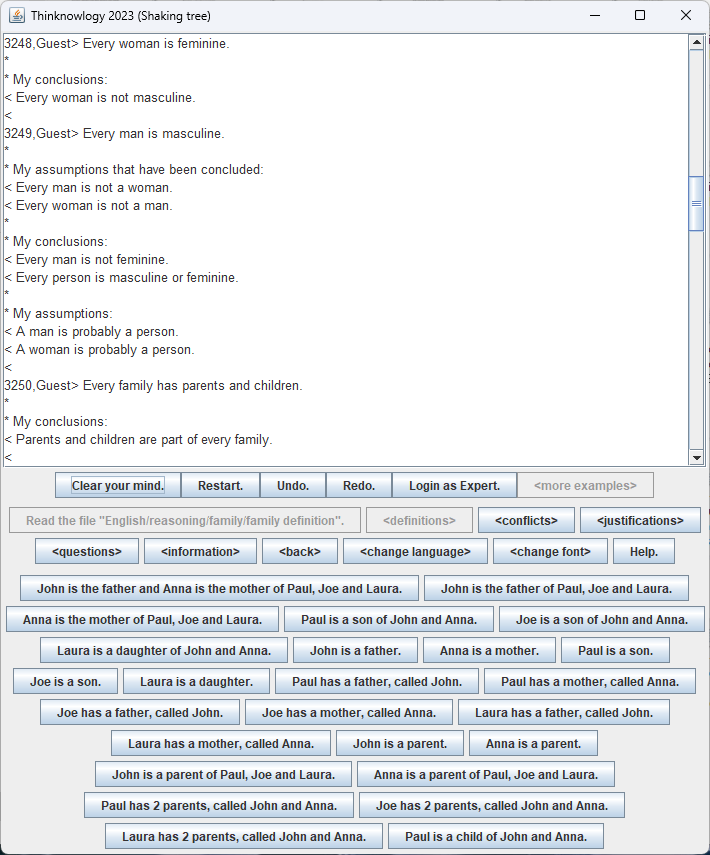 Thinknowlogy 2023 (Shaking tree)
3248,Guest> Every woman is feminine.
*
* My conclusions:
< Every woman is not masculine.
<
3249,Guest> Every man is masculine.
*
* My assumptions that have been concluded:
< Every man is not a woman.
< Every woman is not a man.
*
* My conclusions:
< Every man is not feminine.
< Every person is masculine or feminine.
*
* My assumptions:
< A man is probably a person.
< A woman is probably a person.
<
3250,Guest> Every family has parents and children.
*
* My conclusions:
< Parents and children are part of every family.
<
Clear your mind. Restart. Undo. Redo. Login as Expert. <more examples>
Read the file "English/reasoning/family/family definition". <definitions> <conflicts> <justifications>
<questions> <information> <back> <change language> <change font> Help.
John is the father and Anna is the mother of Paul, Joe and Laura. John is the father of Paul, Joe and Laura.
Anna is the mother of Paul, Joe and Laura. Paul is a son of John and Anna. Joe is a son of John and Anna.
Laura is a daughter of John and Anna. John is a father. Anna is a mother. Paul is a son.
Joe is a son. Laura is a daughter. Paul has a father, called John. Paul has a mother, called Anna.
Joe has a father, called John. Joe has a mother, called Anna. Laura has a father, called John.
Laura has a mother, called Anna. John is a parent. Anna is a parent.
John is a parent of Paul, Joe and Laura. Anna is a parent of Paul, Joe and Laura.
Paul has 2 parents, called John and Anna. Joe has 2 parents, called John and Anna.
Laura has 2 parents, called John and Anna. Paul is a child of John and Anna.